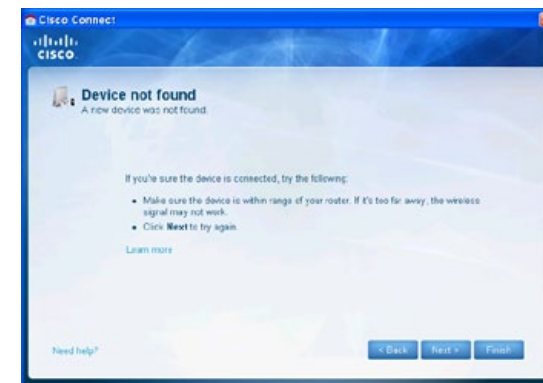 Cisco Connect
CISCO
Device not found
A new device was not found.
If you're sure the device is connected, try the following:
• Make sure the device is within range of your router. If it's too far away, the wireless
signal may not work.
• Click Next to try again.
Learn more
Need help?
< Back Next > Finish